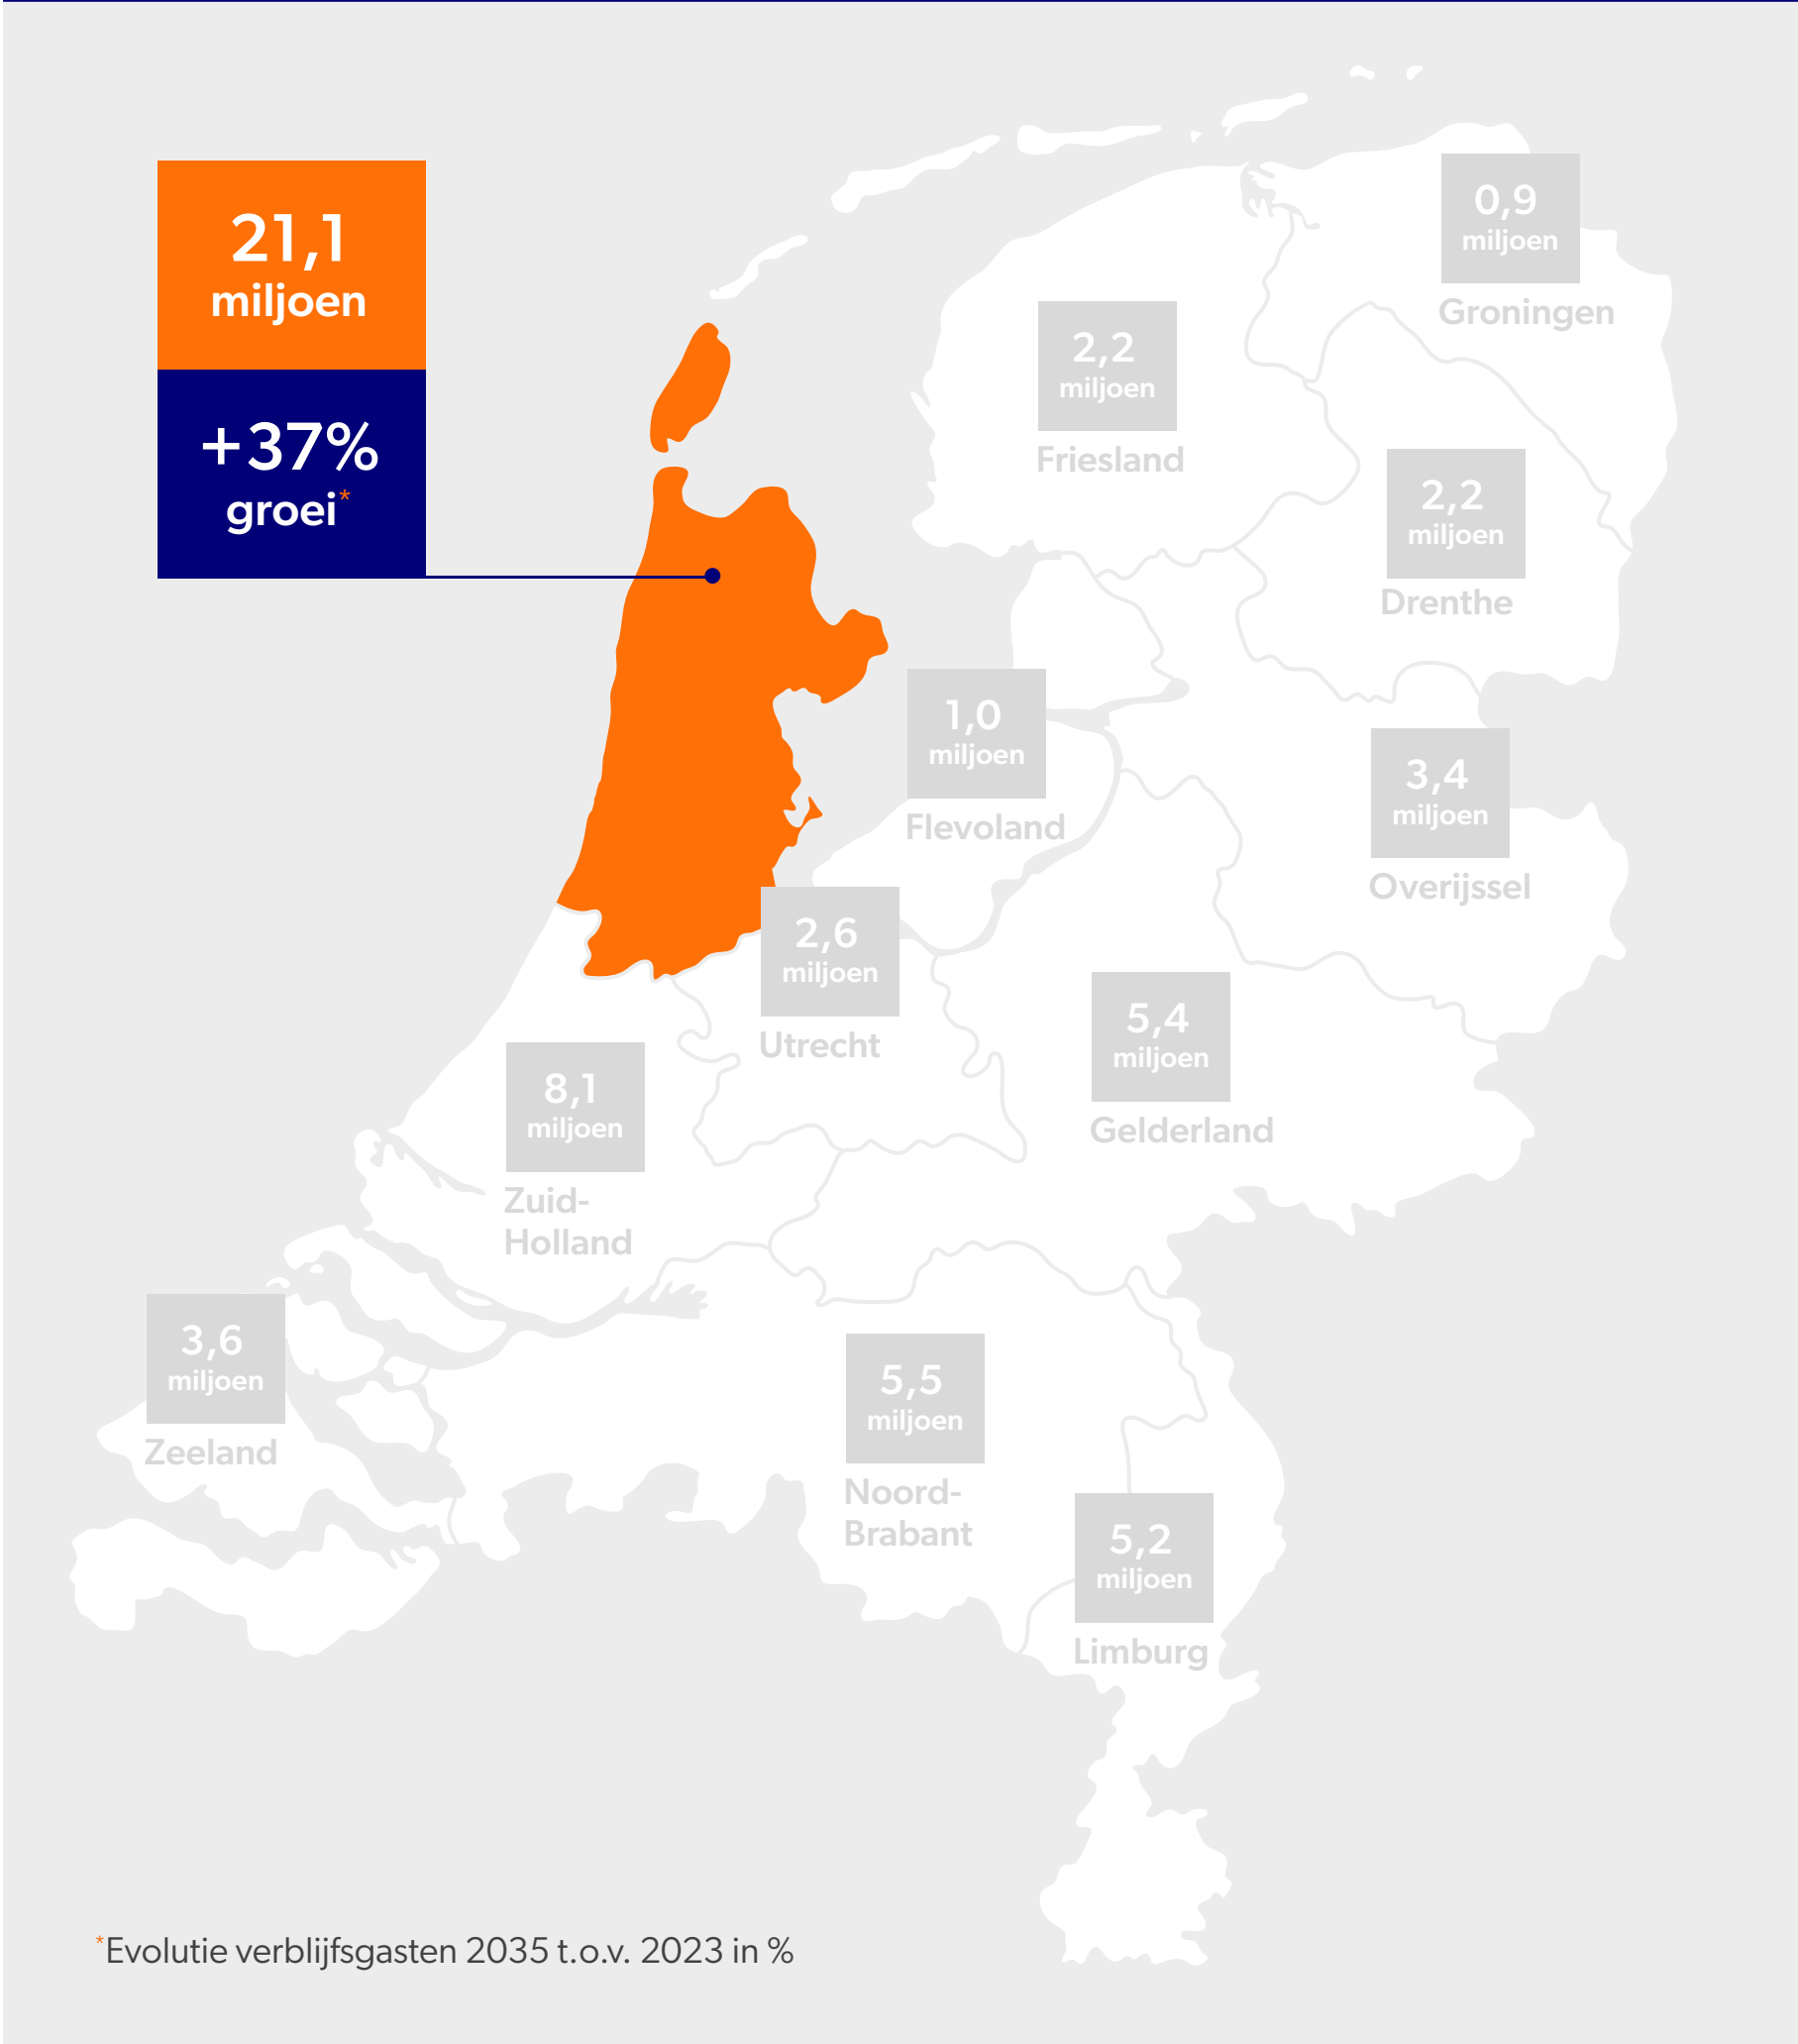 21,1
miljoen
+37%
groei*
0,9
miljoen
Groningen
2,2
miljoen
Friesland
2,2
miljoen
Drenthe
1,0
miljoen
Flevoland
3,4
miljoen
Overijssel
2,6
miljoen
Utrecht
5,4
miljoen
Gelderland
8,1
miljoen
Zuid-
Holland
3,6
miljoen
Zeeland
5,5
miljoen
Noord-
Brabant
5,2
miljoen
Limburg
*Evolutie verblijfsgasten 2035 t.o.v. 2023 in %